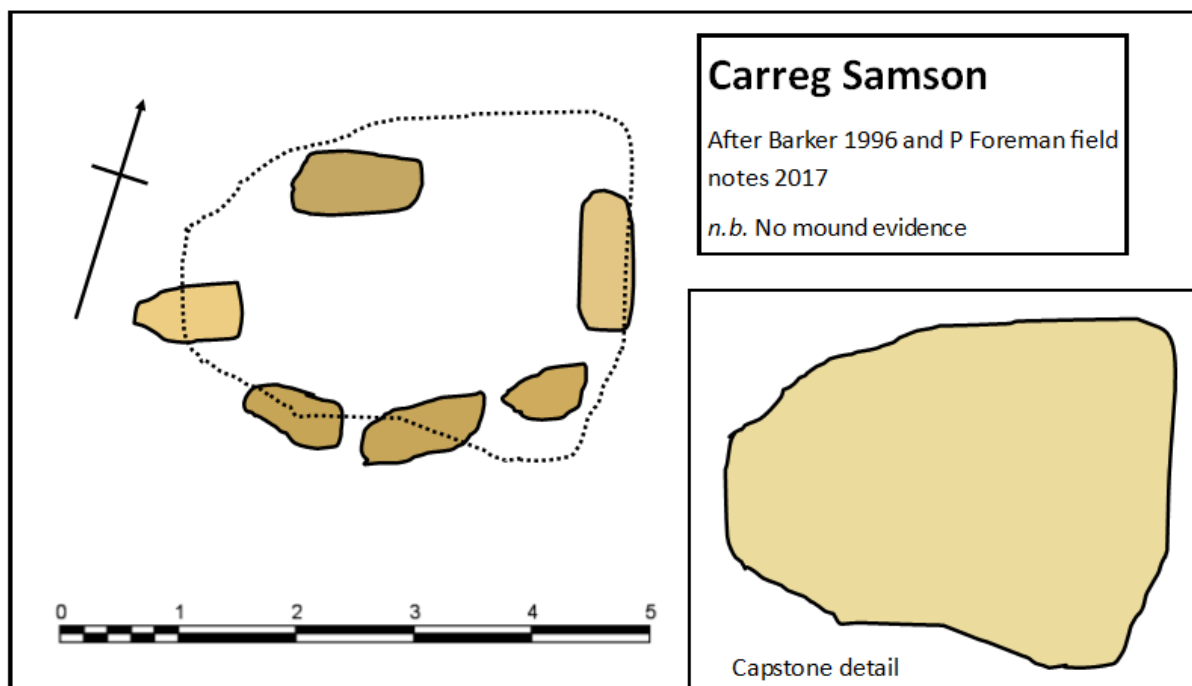 Carreg Samson
After Barker 1996 and P Foreman field
notes 2017
n.b. No mound evidence
0 1 2 3 4 5
Capstone detail